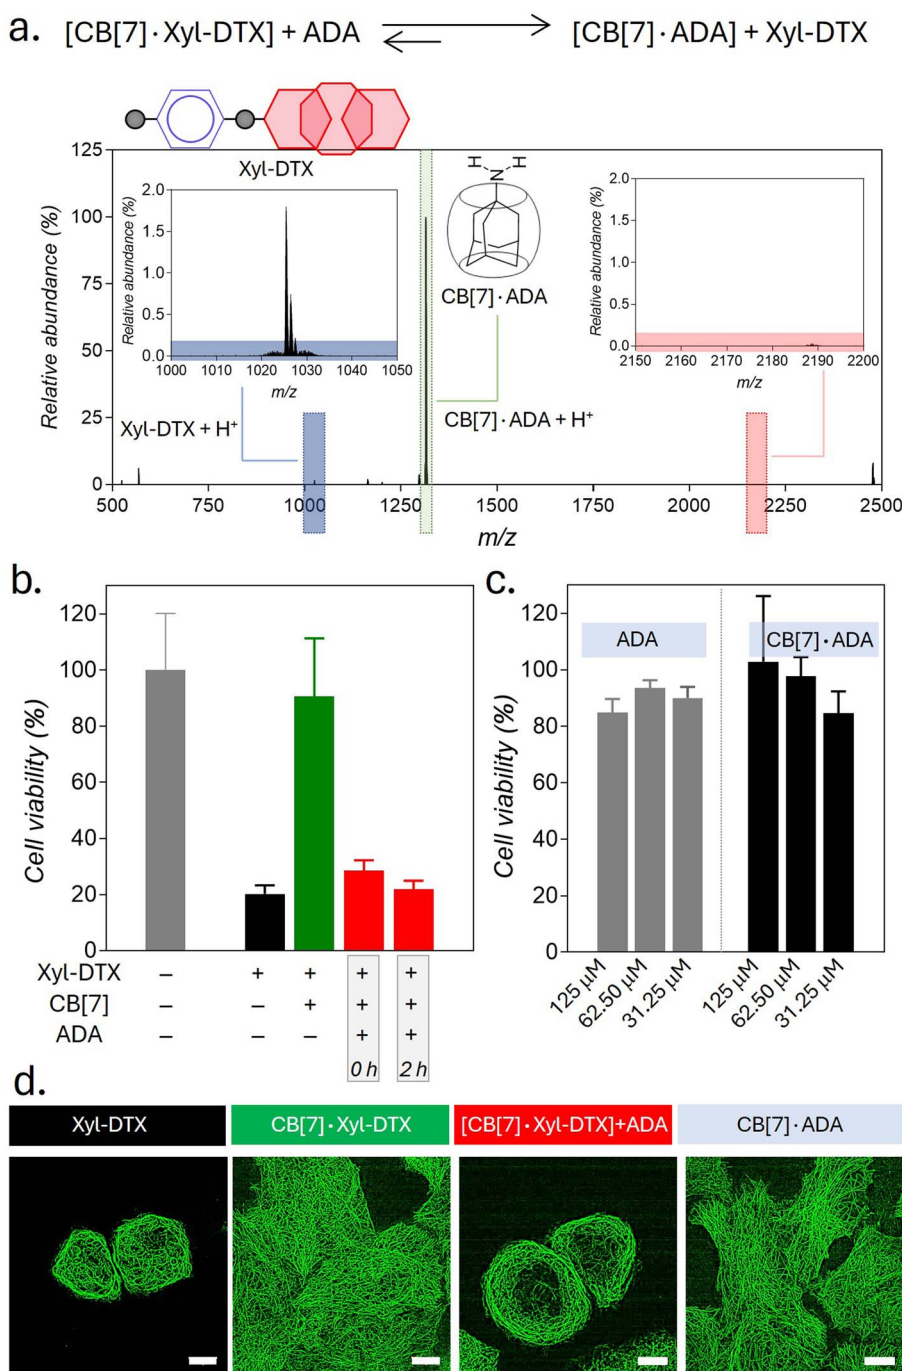 a. [CB[7]·Xyl-DTX] + ADA [CB[7]·ADA] + Xyl-DTX
Xyl-DTX
H H
N
CB[7]·ADA
Relative abundance (%)
125
100
75
50
25
0
500 750 1000 1250 1500 1750 2000 2250 2500
m/z
Relative abundance (%)
2.0
1.5
1.0
0.5
0.0
1000 1010 1020 1030 1040 1050
m/z
Relative abundance (%)
2.0
1.5
1.0
0.5
0.0
2150 2160 2170 2180 2190 2200
m/z
Xyl-DTX + H⁺
CB[7]·ADA + H⁺
b.
Cell viability (%)
120
100
80
60
40
20
0
Xyl-DTX – + + + +
CB[7] – – + + +
ADA – – – + +
0 h 2 h
c.
Cell viability (%)
120
100
80
60
40
20
0
ADA CB[7]·ADA
125 µM 62.50 µM 31.25 µM 125 µM 62.50 µM 31.25 µM
d.
Xyl-DTX CB[7]·Xyl-DTX [CB[7]·Xyl-DTX]+ADA CB[7]·ADA